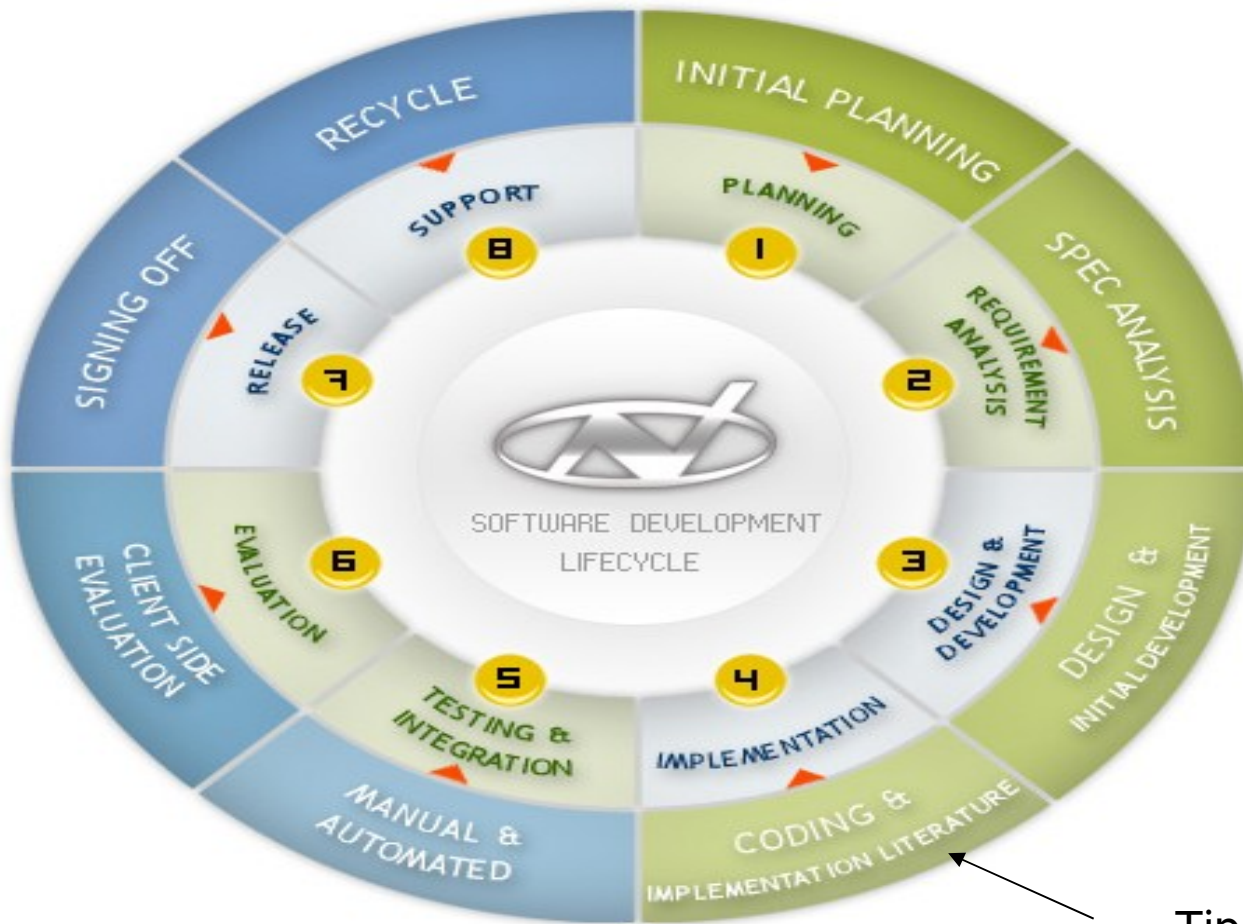 INITIAL PLANNING
PLANNING
1
SPEC ANALYSIS
REQUIREMENT
ANALYSIS
2
DESIGN &
INITIAL DEVELOPMENT
DESIGN &
DEVELOPMENT
3
CODING &
IMPLEMENTATION LITERATURE
IMPLEMENTATION
4
MANUAL &
AUTOMATED
TESTING &
INTEGRATION
5
CLIENT SIDE
EVALUATION
EVALUATION
6
SIGNING OFF
RELEASE
7
RECYCLE
SUPPORT
8
SOFTWARE DEVELOPMENT
LIFECYCLE